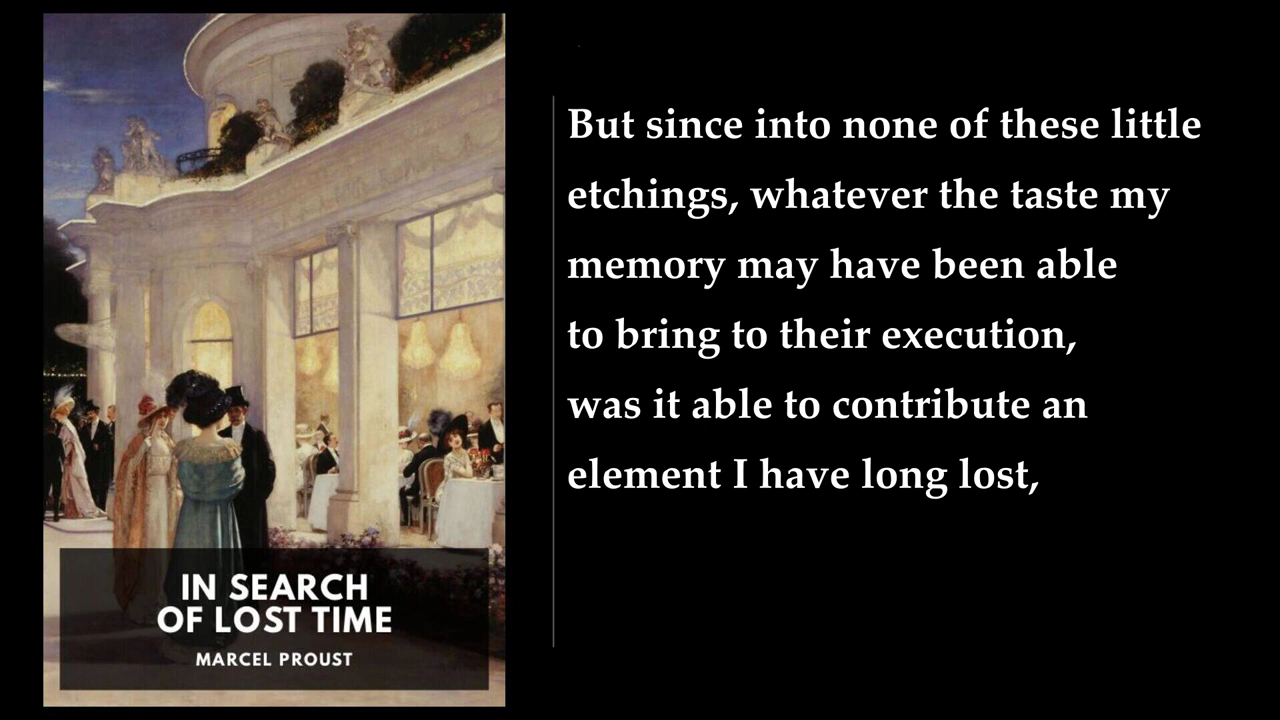 IN SEARCH
OF LOST TIME
MARCEL PROUST
But since into none of these little
etchings, whatever the taste my
memory may have been able
to bring to their execution,
was it able to contribute an
element I have long lost,